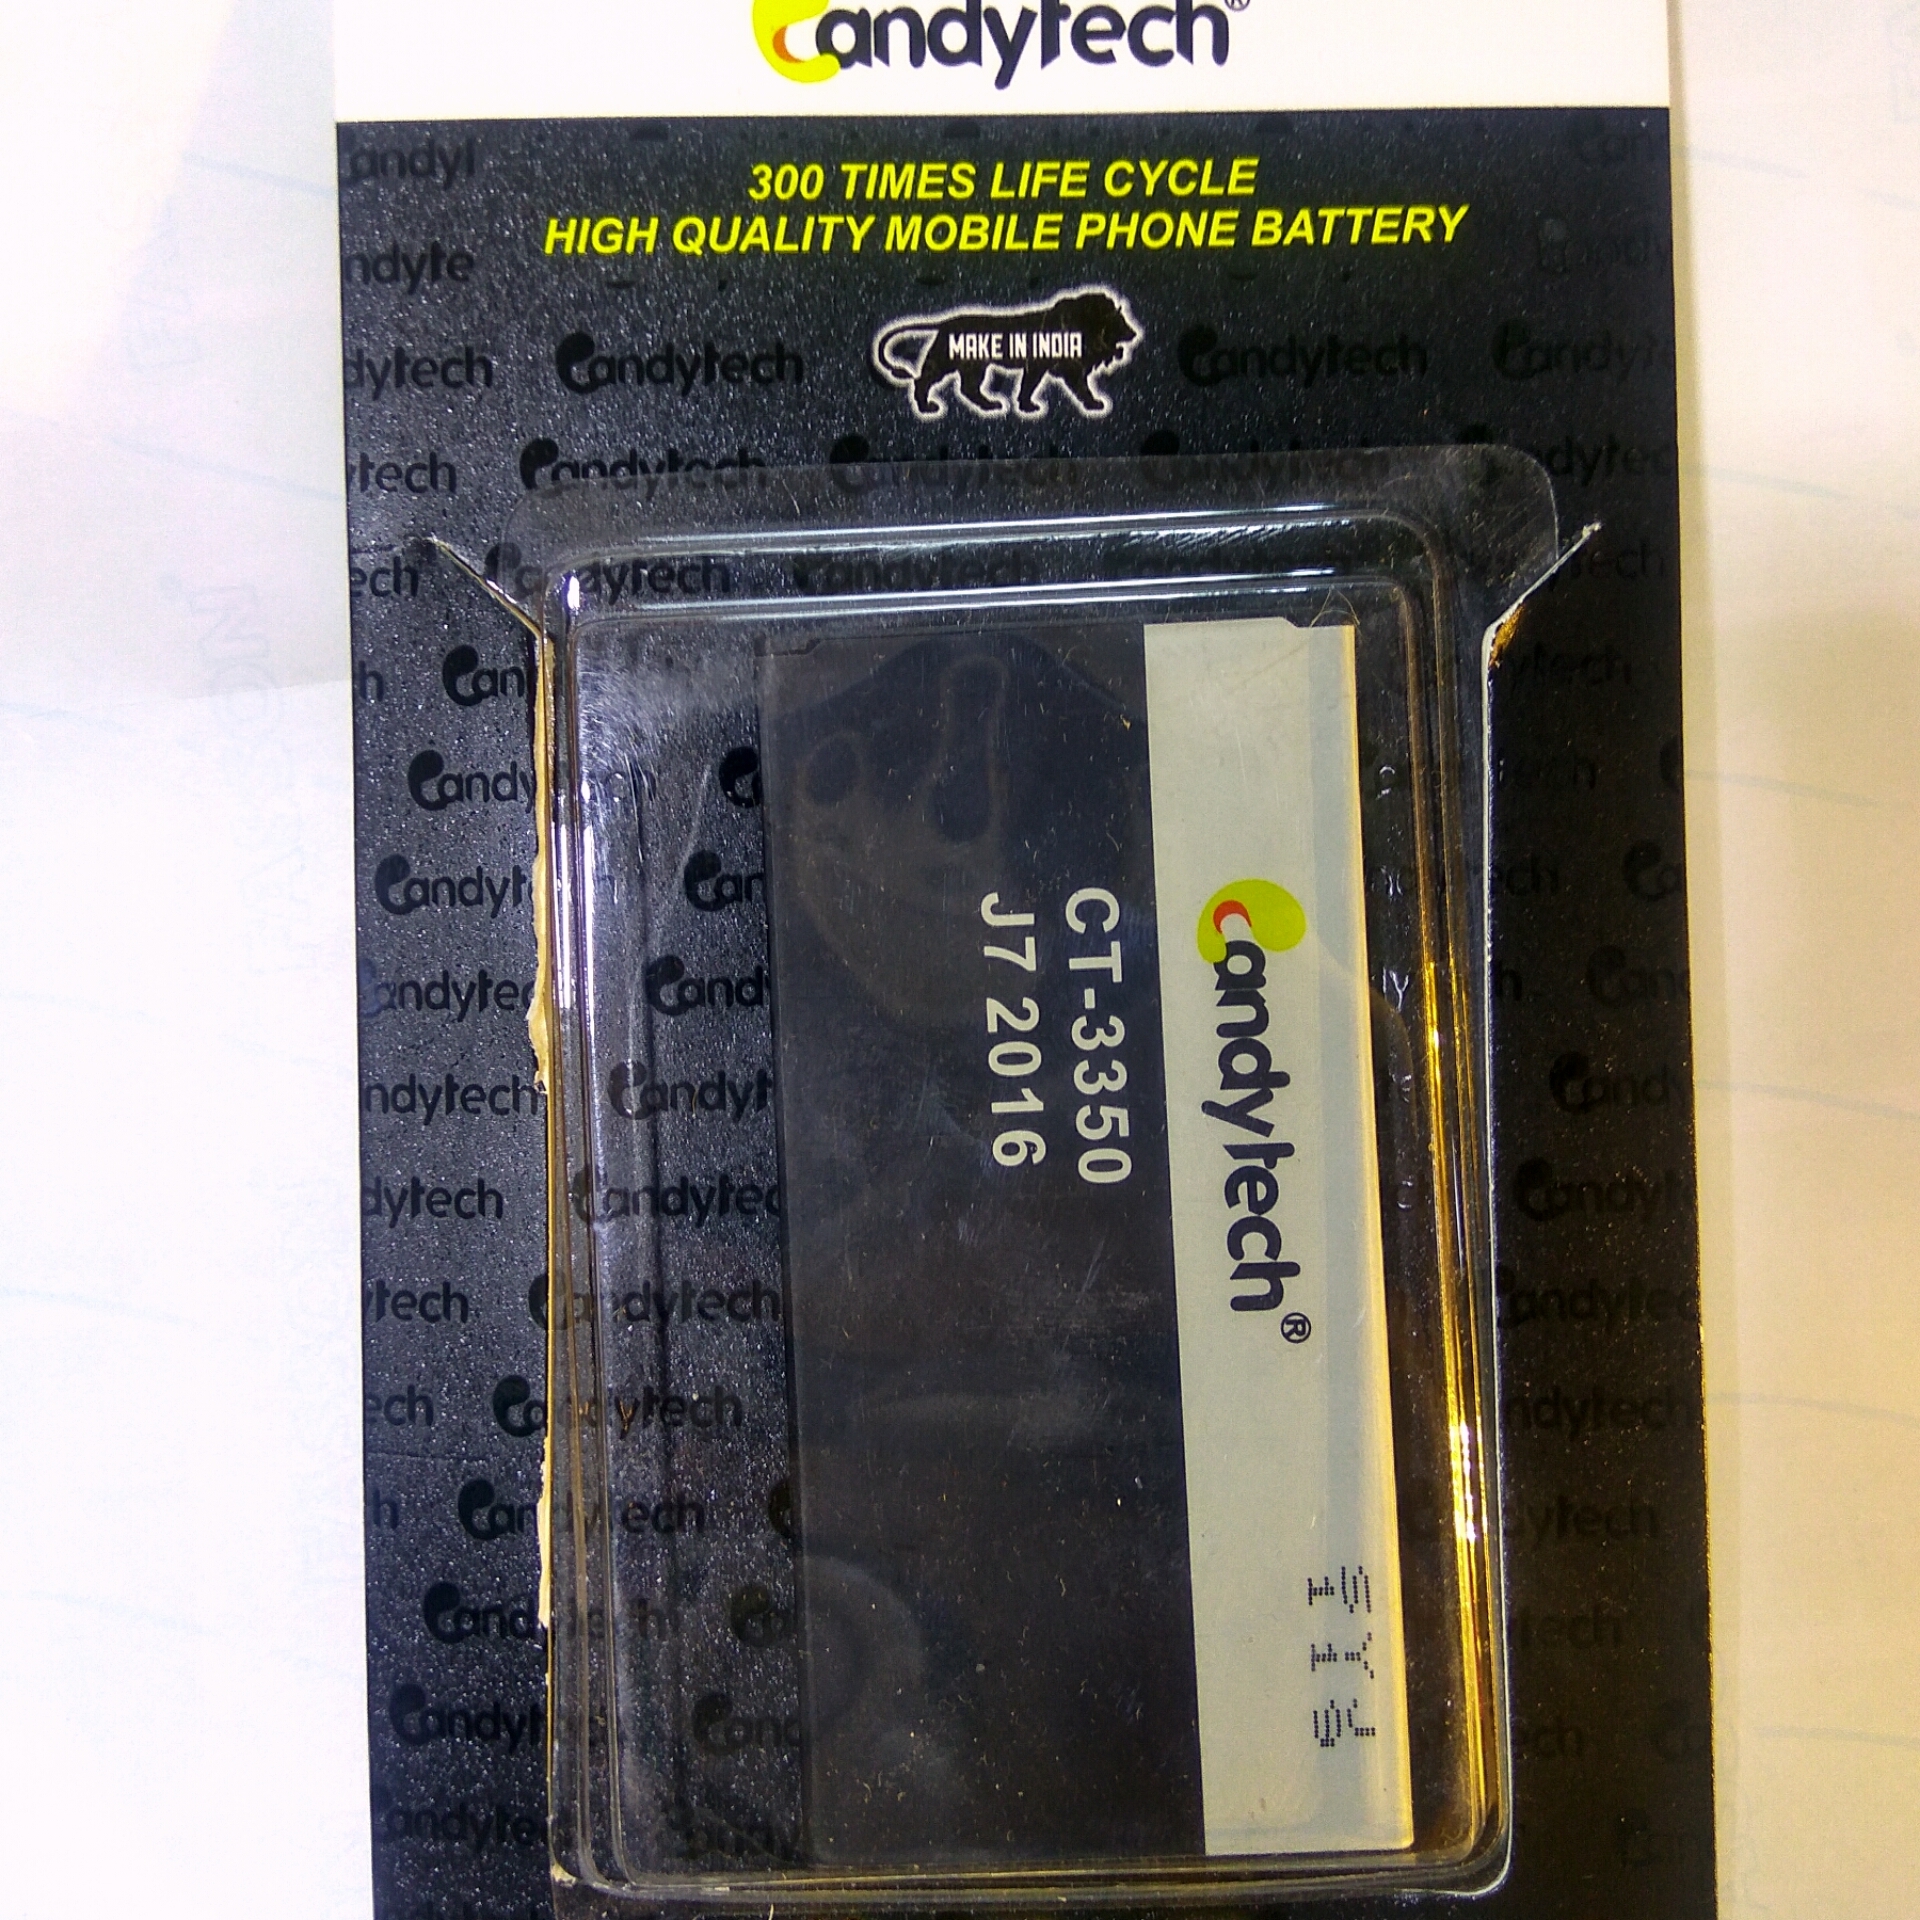 Candytech®
300 TIMES LIFE CYCLE
HIGH QUALITY MOBILE PHONE BATTERY
MAKE IN INDIA
Candytech®
CT-3350
J7 2016